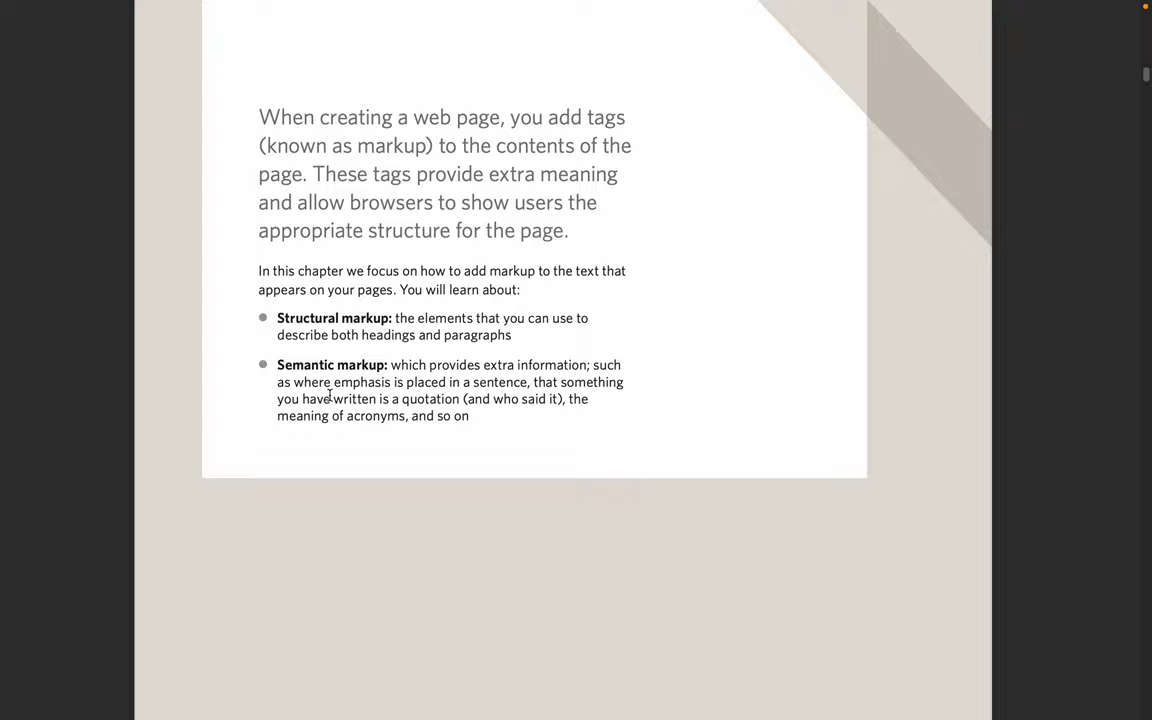 When creating a web page, you add tags
(known as markup) to the contents of the
page. These tags provide extra meaning
and allow browsers to show users the
appropriate structure for the page.
In this chapter we focus on how to add markup to the text that
appears on your pages. You will learn about:
Structural markup: the elements that you can use to
describe both headings and paragraphs
Semantic markup: which provides extra information; such
as where emphasis is placed in a sentence, that something
you have written is a quotation (and who said it), the
meaning of acronyms, and so on